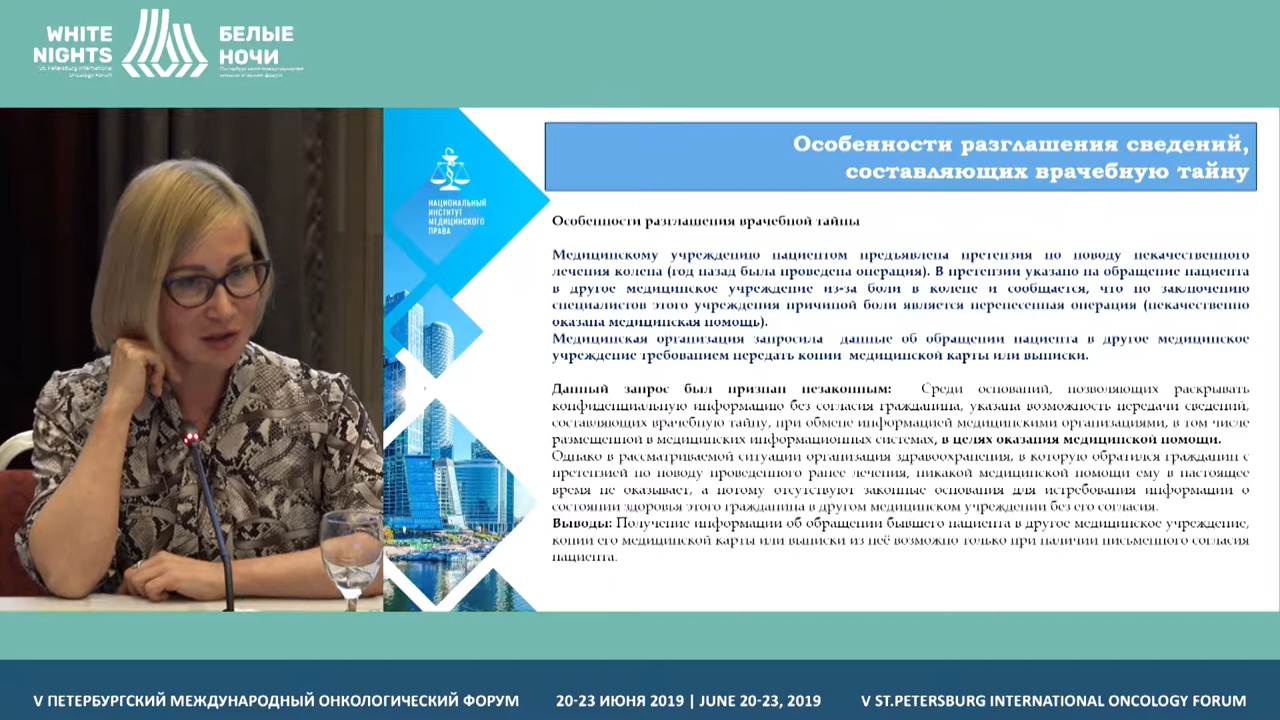 WHITE
NIGHTS
St. Petersburg International
Oncology Forum
БЕЛЫЕ
НОЧИ
Петербургский международный
онкологический форум
НАЦИОНАЛЬНЫЙ
ИНСТИТУТ
МЕДИЦИНСКОГО
ПРАВА
Особенности разглашения сведений,
составляющих врачебную тайну
Особенности разглашения врачебной тайны
Медицинскому учреждению пациентом предъявлена претензия по поводу некачественного
лечения колена (год назад была проведена операция). В претензии указано на обращение пациента
в другое медицинское учреждение из-за боли в колене и сообщается, что по заключению
специалистов этого учреждения причиной боли является перенесенная операция (некачественно
оказана медицинская помощь).
Медицинская организация запросила данные об обращении пациента в другое медицинское
учреждение требованием передать копии медицинской карты или выписки.
Данный запрос был признан незаконным: Среди оснований, позволяющих раскрывать
конфиденциальную информацию без согласия гражданина, указана возможность передачи сведений,
составляющих врачебную тайну, при обмене информацией медицинскими организациями, в том числе
размещенной в медицинских информационных системах, в целях оказания медицинской помощи.
Однако в рассматриваемой ситуации организация здравоохранения, в которую обратился гражданин с
претензией по поводу проведенного ранее лечения, никакой медицинской помощи ему в настоящее
время не оказывает, а потому отсутствуют законные основания для истребования информации о
состоянии здоровья этого гражданина в другом медицинском учреждении без его согласия.
Выводы: Получение информации об обращении бывшего пациента в другое медицинское учреждение,
копии его медицинской карты или выписки из неё возможно только при наличии письменного согласия
пациента.
V ПЕТЕРБУРГСКИЙ МЕЖДУНАРОДНЫЙ ОНКОЛОГИЧЕСКИЙ ФОРУМ
20-23 ИЮНЯ 2019 | JUNE 20-23, 2019
V ST.PETERSBURG INTERNATIONAL ONCOLOGY FORUM